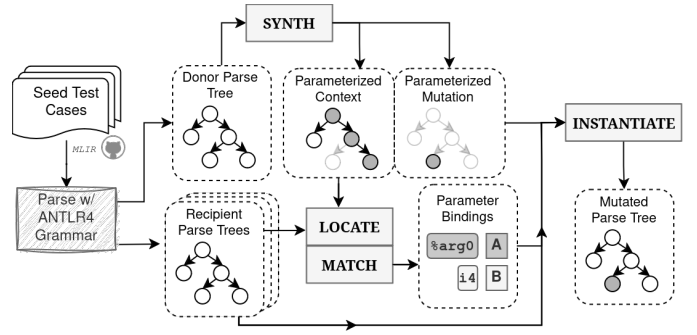 SYNTH
Seed Test
Cases
MLIR
Parse w/
ANTLR4
Grammar
Donor Parse
Tree
Parameterized
Context
Parameterized
Mutation
INSTANTIATE
Recipient
Parse Trees
LOCATE
MATCH
Parameter
Bindings
%arg0 A
i4 B
Mutated
Parse Tree